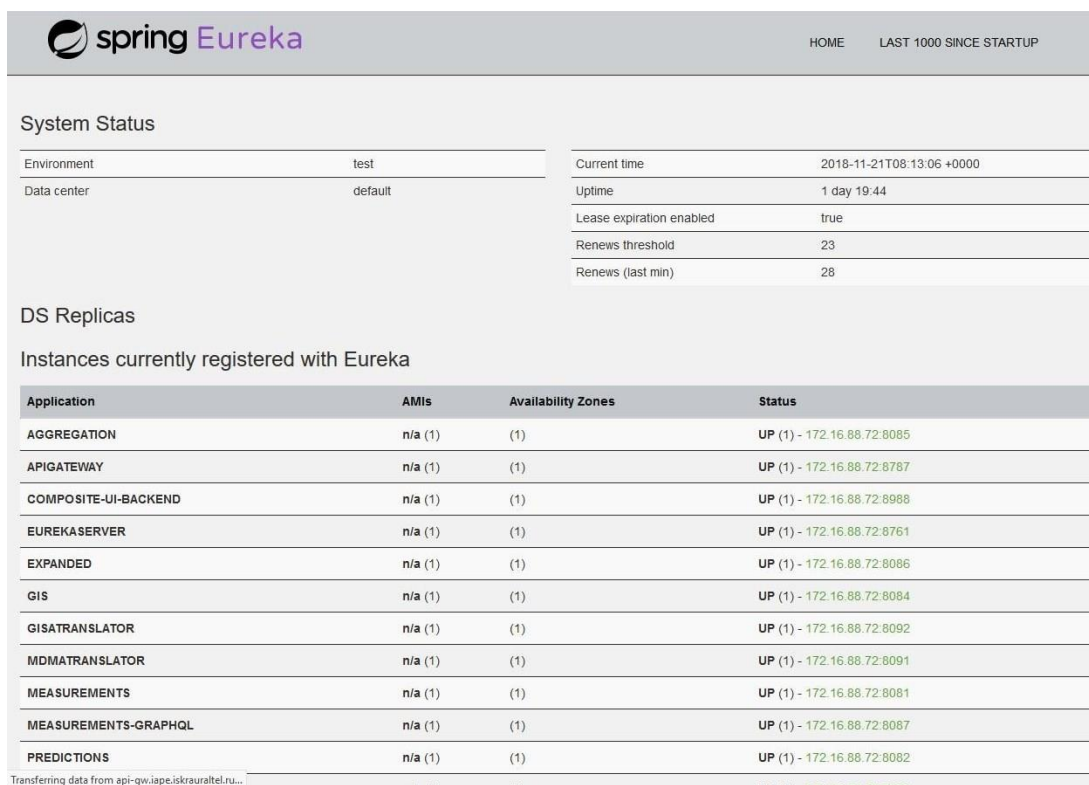 spring Eureka HOME LAST 1000 SINCE STARTUP
System Status
Environment test Current time 2018-11-21T08:13:06 +0000
Data center default Uptime 1 day 19:44
Lease expiration enabled true
Renews threshold 23
Renews (last min) 28
DS Replicas
Instances currently registered with Eureka
Application AMIs Availability Zones Status
AGGREGATION n/a (1) (1) UP (1) - 172.16.88.72:8085
APIGATEWAY n/a (1) (1) UP (1) - 172.16.88.72:8787
COMPOSITE-UI-BACKEND n/a (1) (1) UP (1) - 172.16.88.72:8988
EUREKASERVER n/a (1) (1) UP (1) - 172.16.88.72:8761
EXPANDED n/a (1) (1) UP (1) - 172.16.88.72:8086
GIS n/a (1) (1) UP (1) - 172.16.88.72:8084
GISATRANSLATOR n/a (1) (1) UP (1) - 172.16.88.72:8092
MDMATRANSLATOR n/a (1) (1) UP (1) - 172.16.88.72:8091
MEASUREMENTS n/a (1) (1) UP (1) - 172.16.88.72:8081
MEASUREMENTS-GRAPHQL n/a (1) (1) UP (1) - 172.16.88.72:8087
PREDICTIONS n/a (1) (1) UP (1) - 172.16.88.72:8082
Transferring data from api-gw.iape.iskrauraltel.ru...